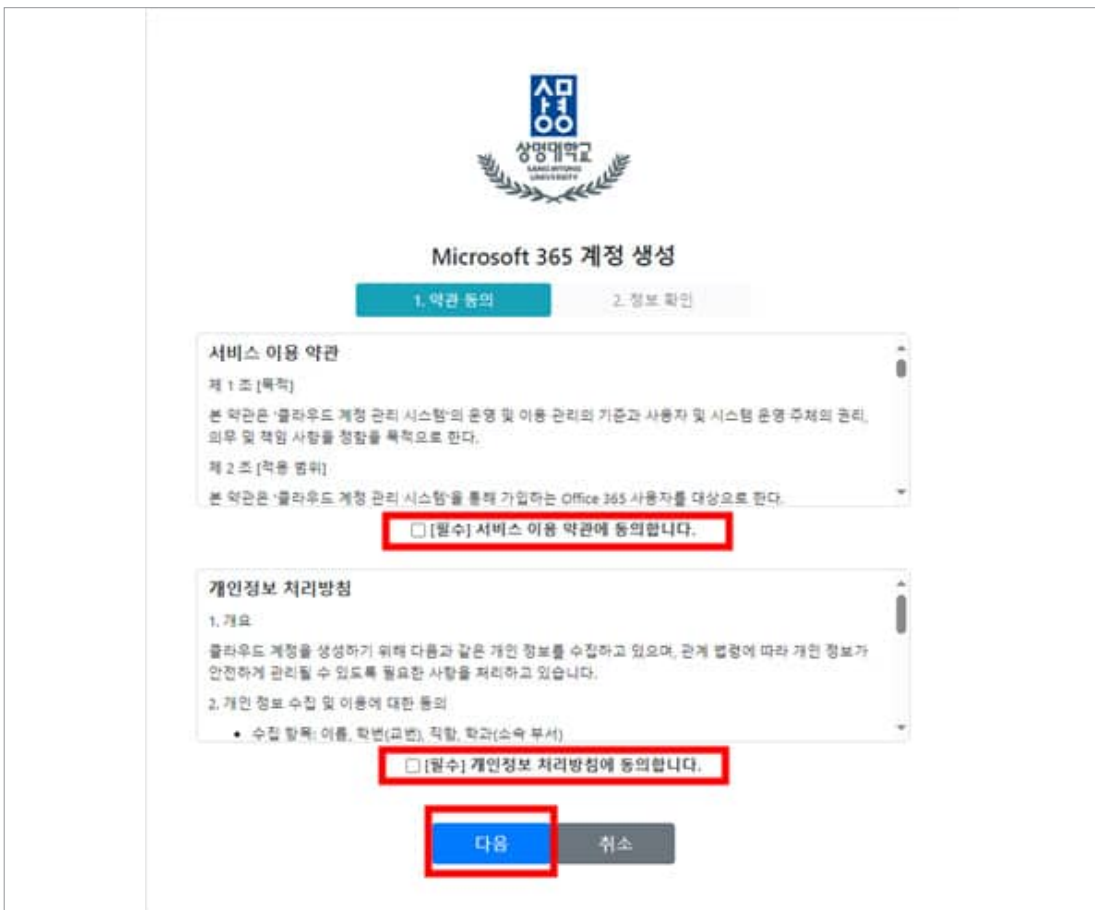 상명
상명대학교
SANGMYUNG
UNIVERSITY
Microsoft 365 계정 생성
1. 약관 동의
2. 정보 확인
서비스 이용 약관
제 1 조 [목적]
본 약관은 '클라우드 계정 관리 시스템'의 운영 및 이용 관리의 기준과 사용자 및 시스템 운영 주체의 권리,
의무 및 책임 사항을 정함을 목적으로 한다.
제 2 조 [적용 범위]
본 약관은 '클라우드 계정 관리 시스템'을 통해 가입하는 Office 365 사용자를 대상으로 한다.
[필수] 서비스 이용 약관에 동의합니다.
개인정보 처리방침
1. 개요
클라우드 계정을 생성하기 위해 다음과 같은 개인 정보를 수집하고 있으며, 관계 법령에 따라 개인 정보가
안전하게 관리될 수 있도록 필요한 사항을 처리하고 있습니다.
2. 개인 정보 수집 및 이용에 대한 동의
• 수집 항목: 이름, 학번(교번), 직함, 학과(소속 부서)
[필수] 개인정보 처리방침에 동의합니다.
다음
취소